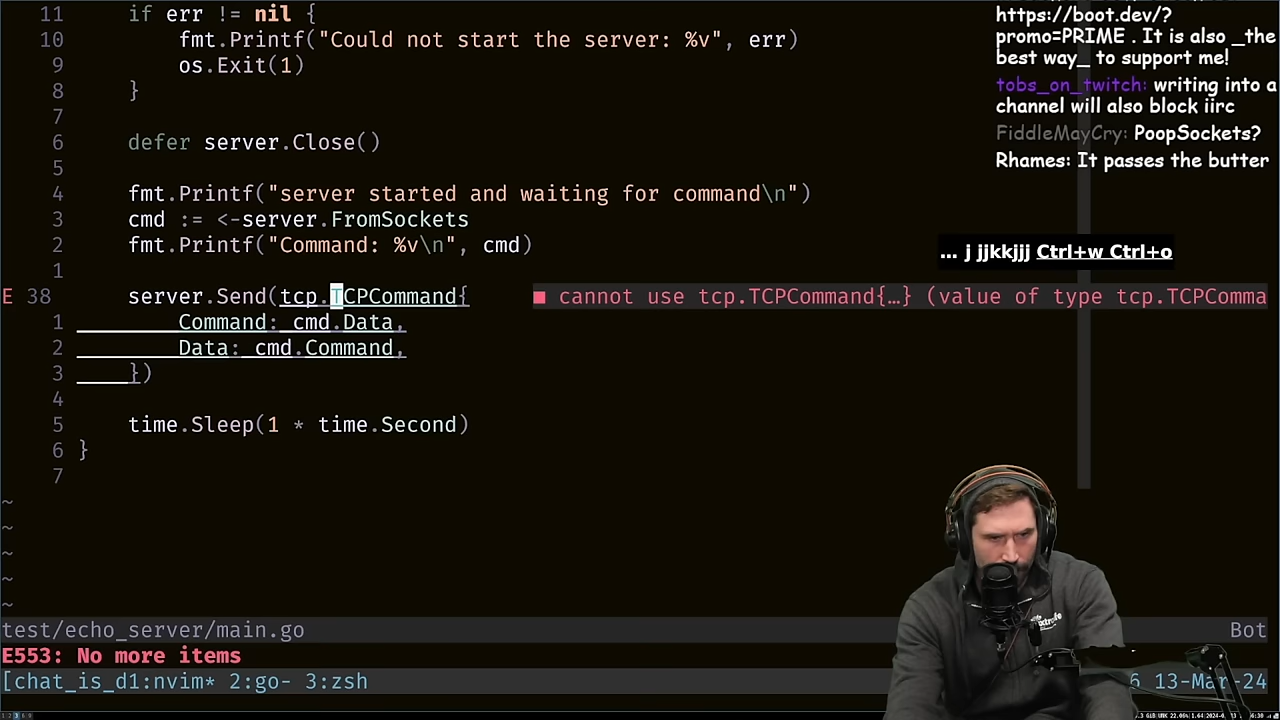 11 if err != nil {
10 fmt.Printf("Could not start the server: %v", err)
9 os.Exit(1)
8 }
7
6 defer server.Close()
5
4 fmt.Printf("server started and waiting for command\n")
3 cmd := <-server.FromSockets
2 fmt.Printf("Command: %v\n", cmd)
1
E 38 server.Send(tcp.TCPCommand{ ■ cannot use tcp.TCPCommand{…} (value of type tcp.TCPComma
1 Command: cmd.Data,
2 Data: cmd.Command,
3 })
4
5 time.Sleep(1 * time.Second)
6 }
7
~
~
~
~
~
test/echo_server/main.go Bot
E553: No more items
[chat_is_d1:nvim* 2:go- 3:zsh 6 13-Mar-24
https://boot.dev/?
promo=PRIME . It is also _the
best way_ to support me!
tobs_on_twitch: writing into a
channel will also block iirc
FiddleMayCry: PoopSockets?
Rhames: It passes the butter
... j jjkkjjj Ctrl+w Ctrl+o